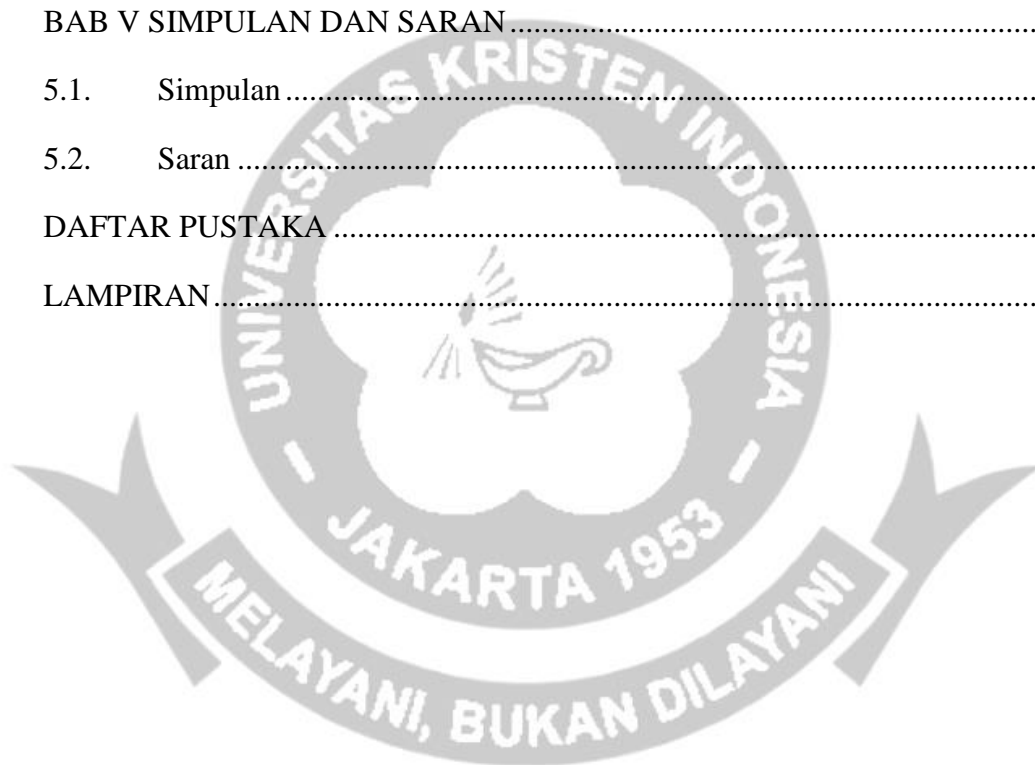 BAB V SIMPULAN DAN SARAN ..........................................................................
5.1. Simpulan ..........................................................................................................
5.2. Saran .................................................................................................................
DAFTAR PUSTAKA ...................................................................................................
LAMPIRAN ...................................................................................................................
UNIVERSITAS KRISTEN INDONESIA
– JAKARTA 1953 –
MELAYANI, BUKAN DILAYANI